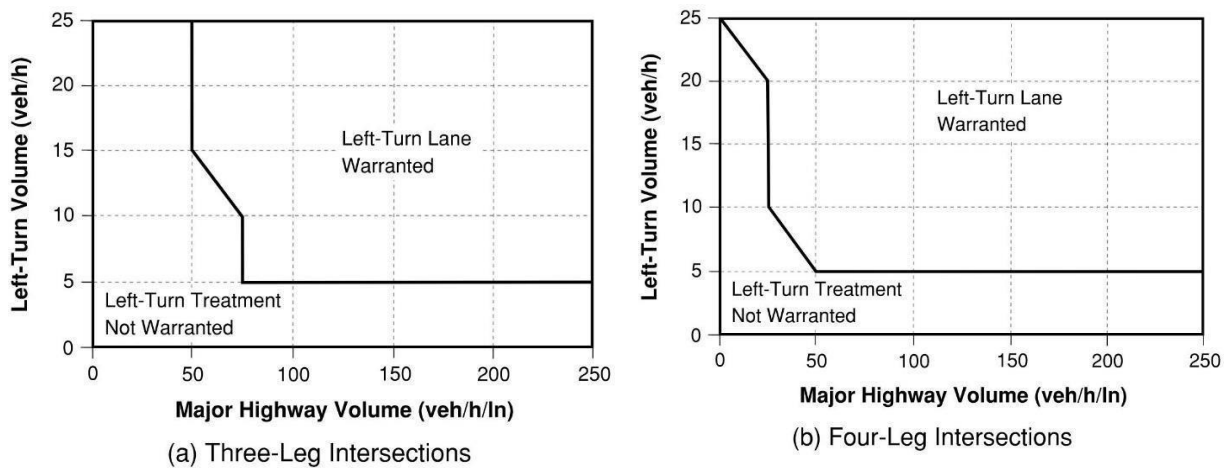 Left-Turn Volume (veh/h)
25
20
15
10
5
0
Left-Turn Lane
Warranted
Left-Turn Treatment
Not Warranted
0 50 100 150 200 250
Major Highway Volume (veh/h/ln)
(a) Three-Leg Intersections
Left-Turn Volume (veh/h)
25
20
15
10
5
0
Left-Turn Lane
Warranted
Left-Turn Treatment
Not Warranted
0 50 100 150 200 250
Major Highway Volume (veh/h/ln)
(b) Four-Leg Intersections